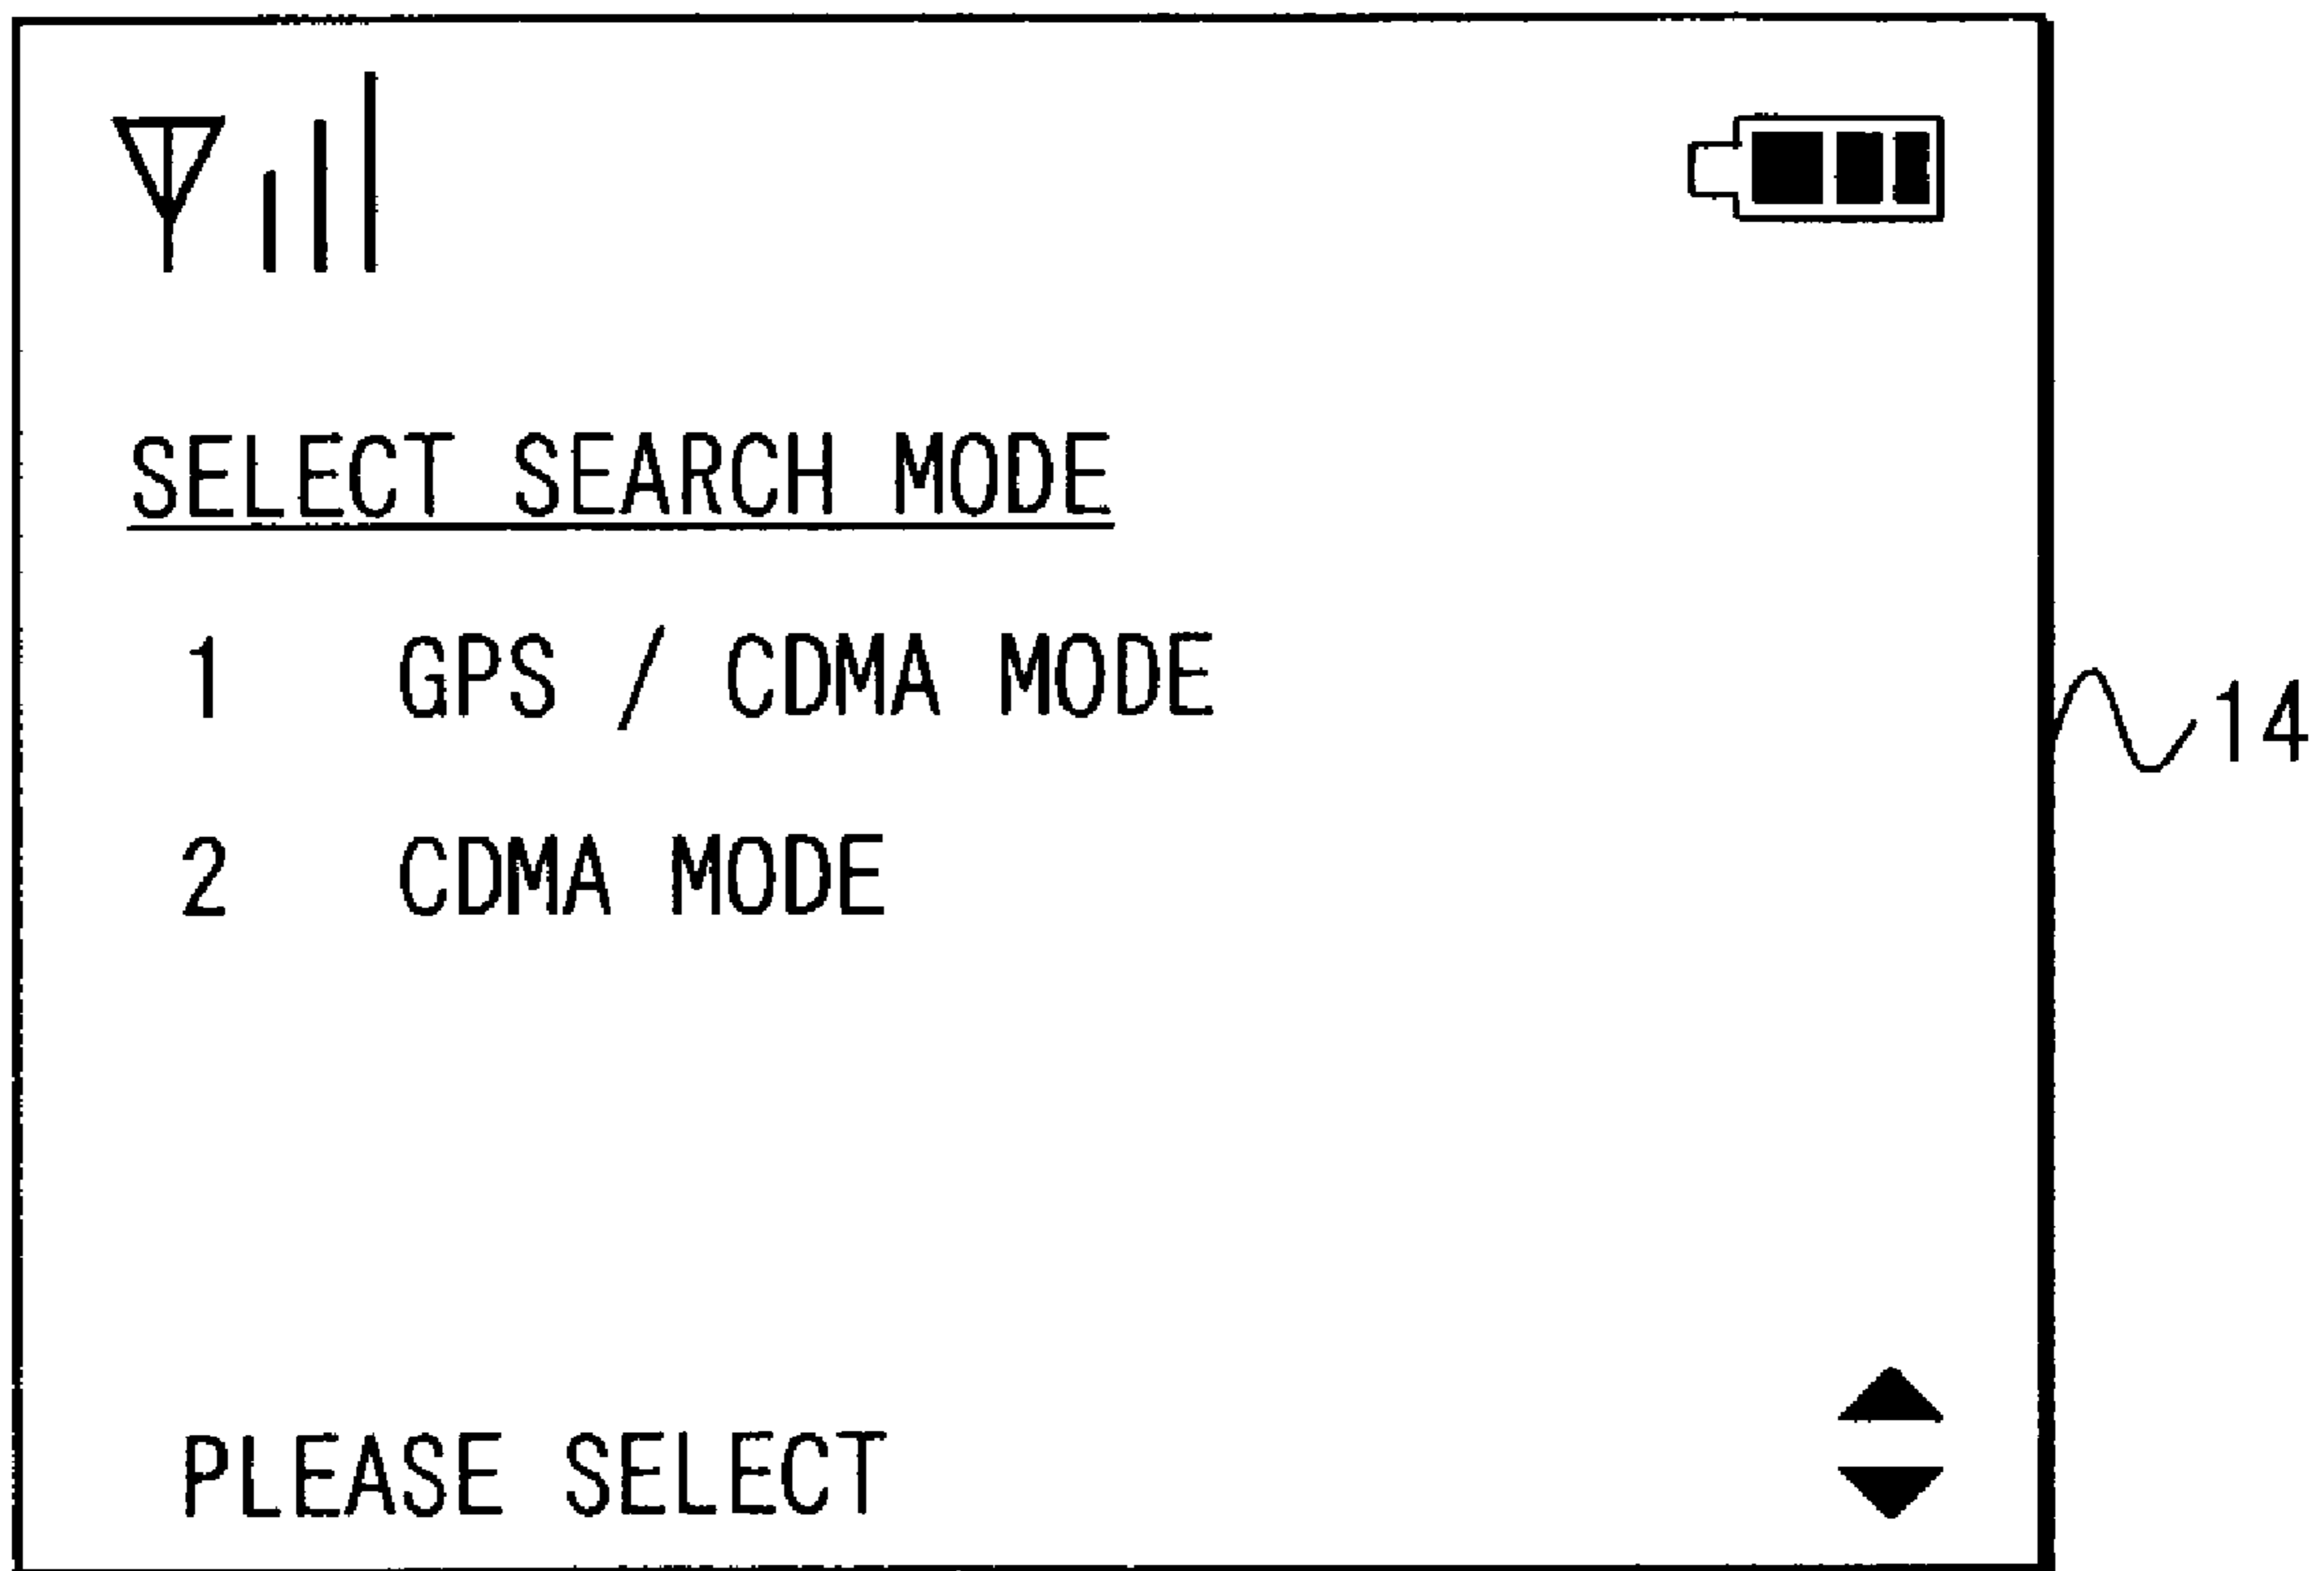 SELECT SEARCH MODE
1 GPS / CDMA MODE
14
2 CDMA MODE
PLEASE SELECT